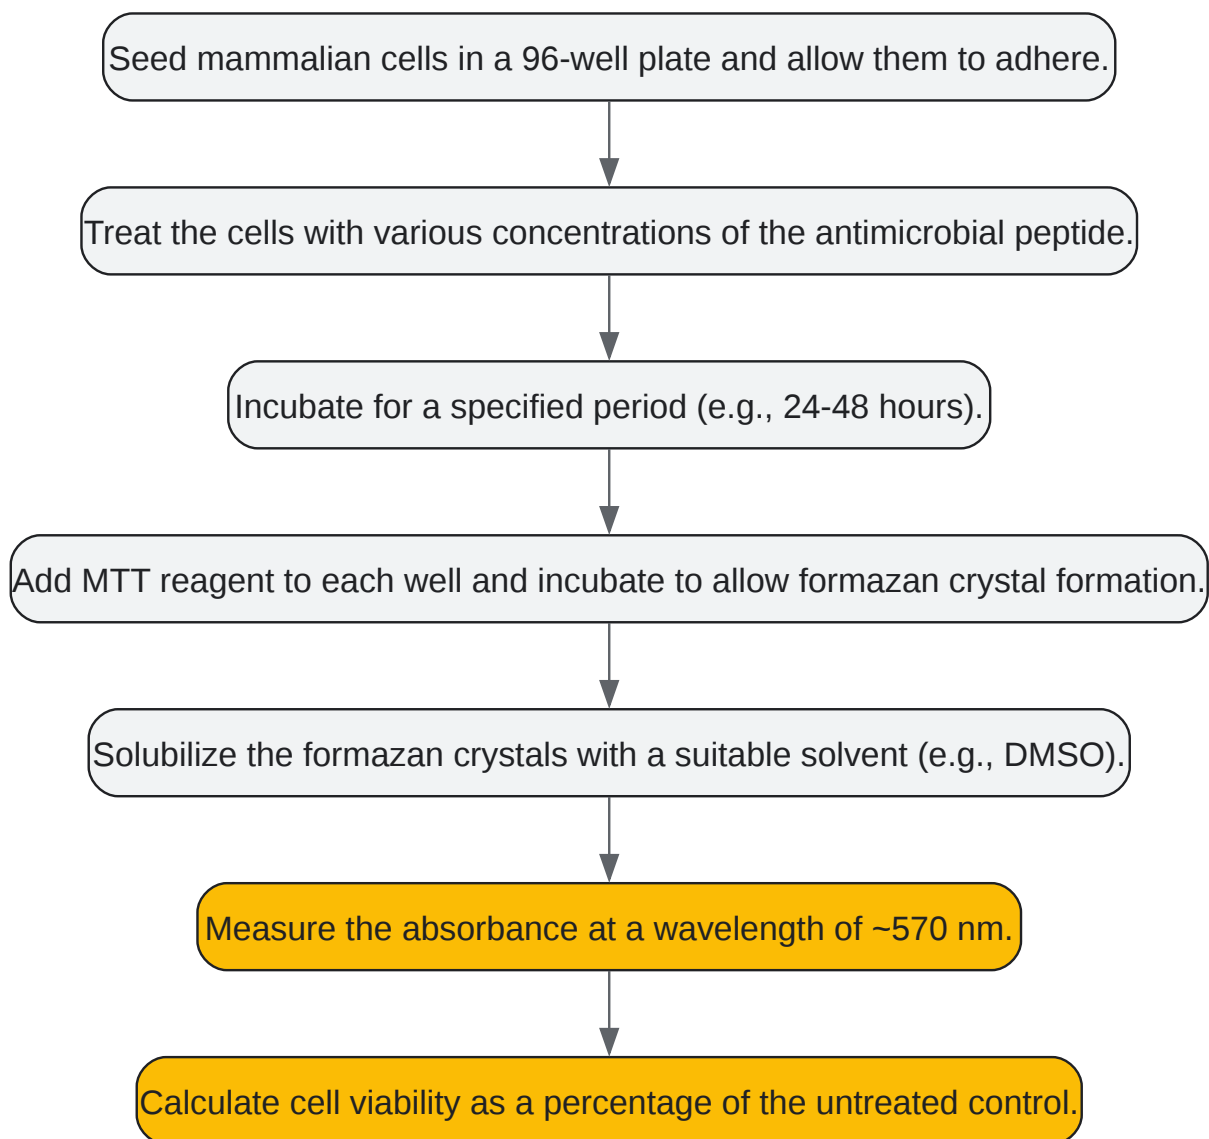 Seed mammalian cells in a 96-well plate and allow them to adhere.
Treat the cells with various concentrations of the antimicrobial peptide.
Incubate for a specified period (e.g., 24-48 hours).
Add MTT reagent to each well and incubate to allow formazan crystal formation.
Solubilize the formazan crystals with a suitable solvent (e.g., DMSO).
Measure the absorbance at a wavelength of ~570 nm.
Calculate cell viability as a percentage of the untreated control.